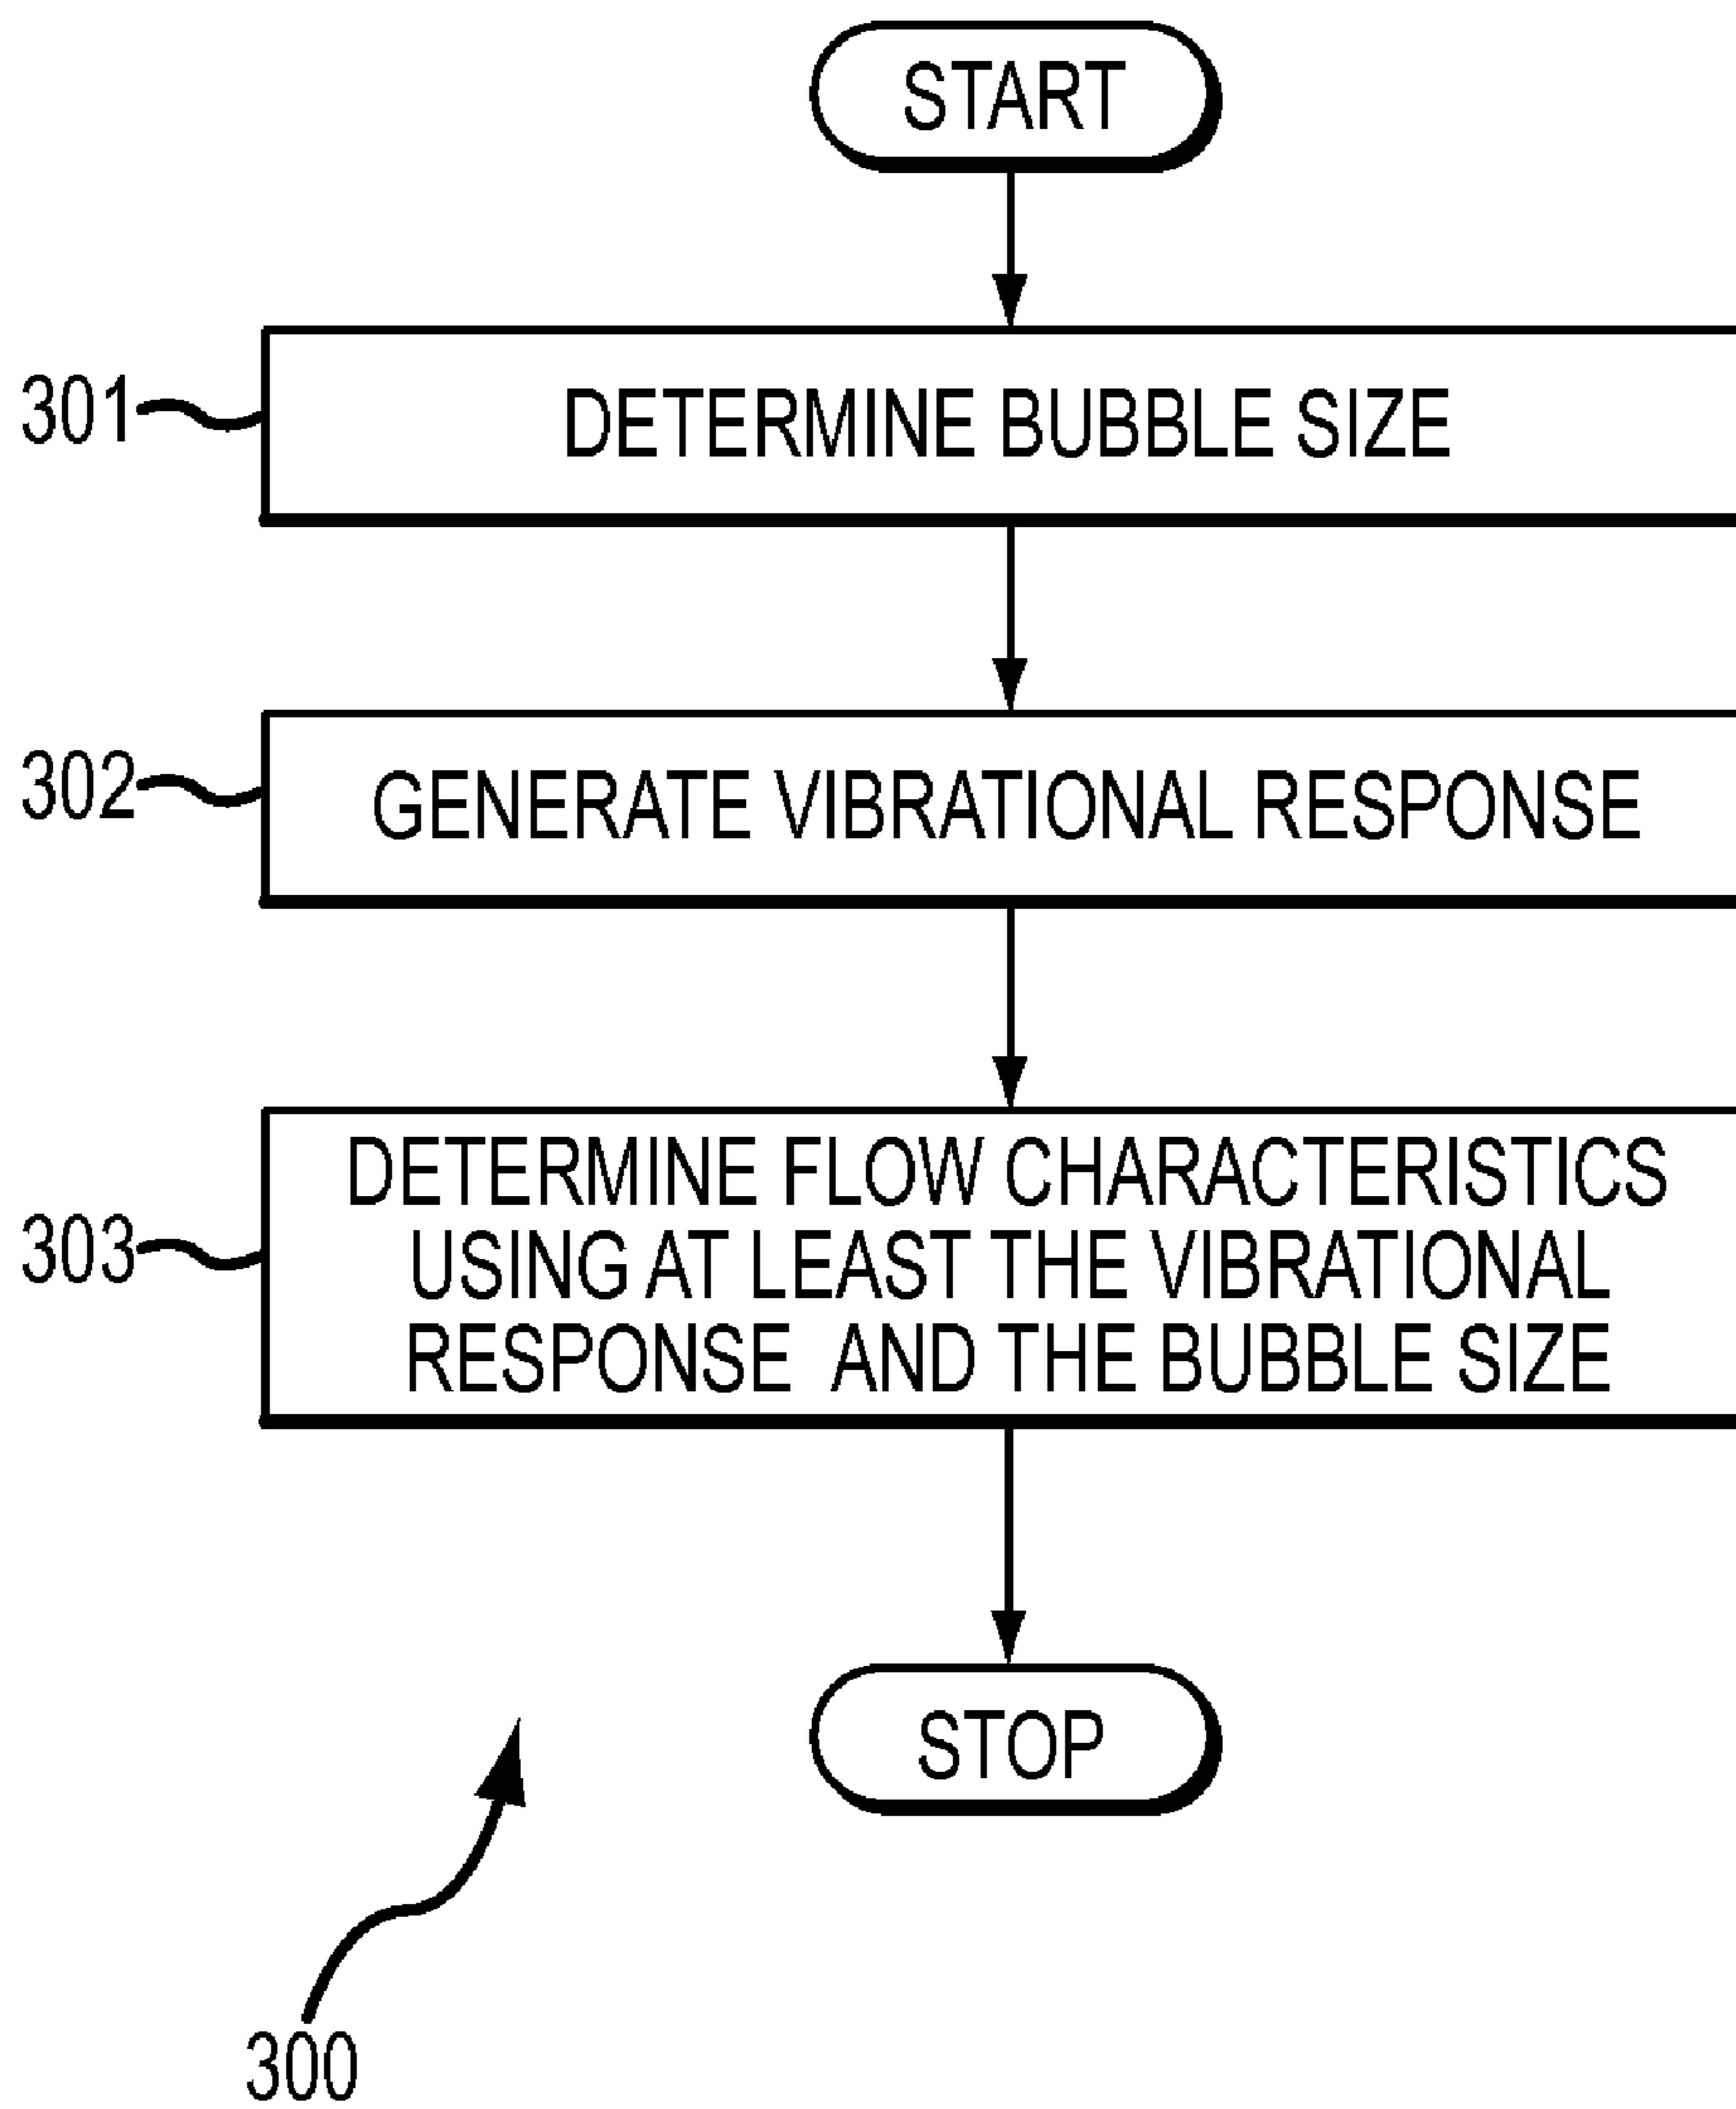 START
301
DETERMINE BUBBLE SIZE
302
GENERATE VIBRATIONAL RESPONSE
303
DETERMINE FLOW CHARACTERISTICS
USING AT LEAST THE VIBRATIONAL
RESPONSE AND THE BUBBLE SIZE
STOP
300